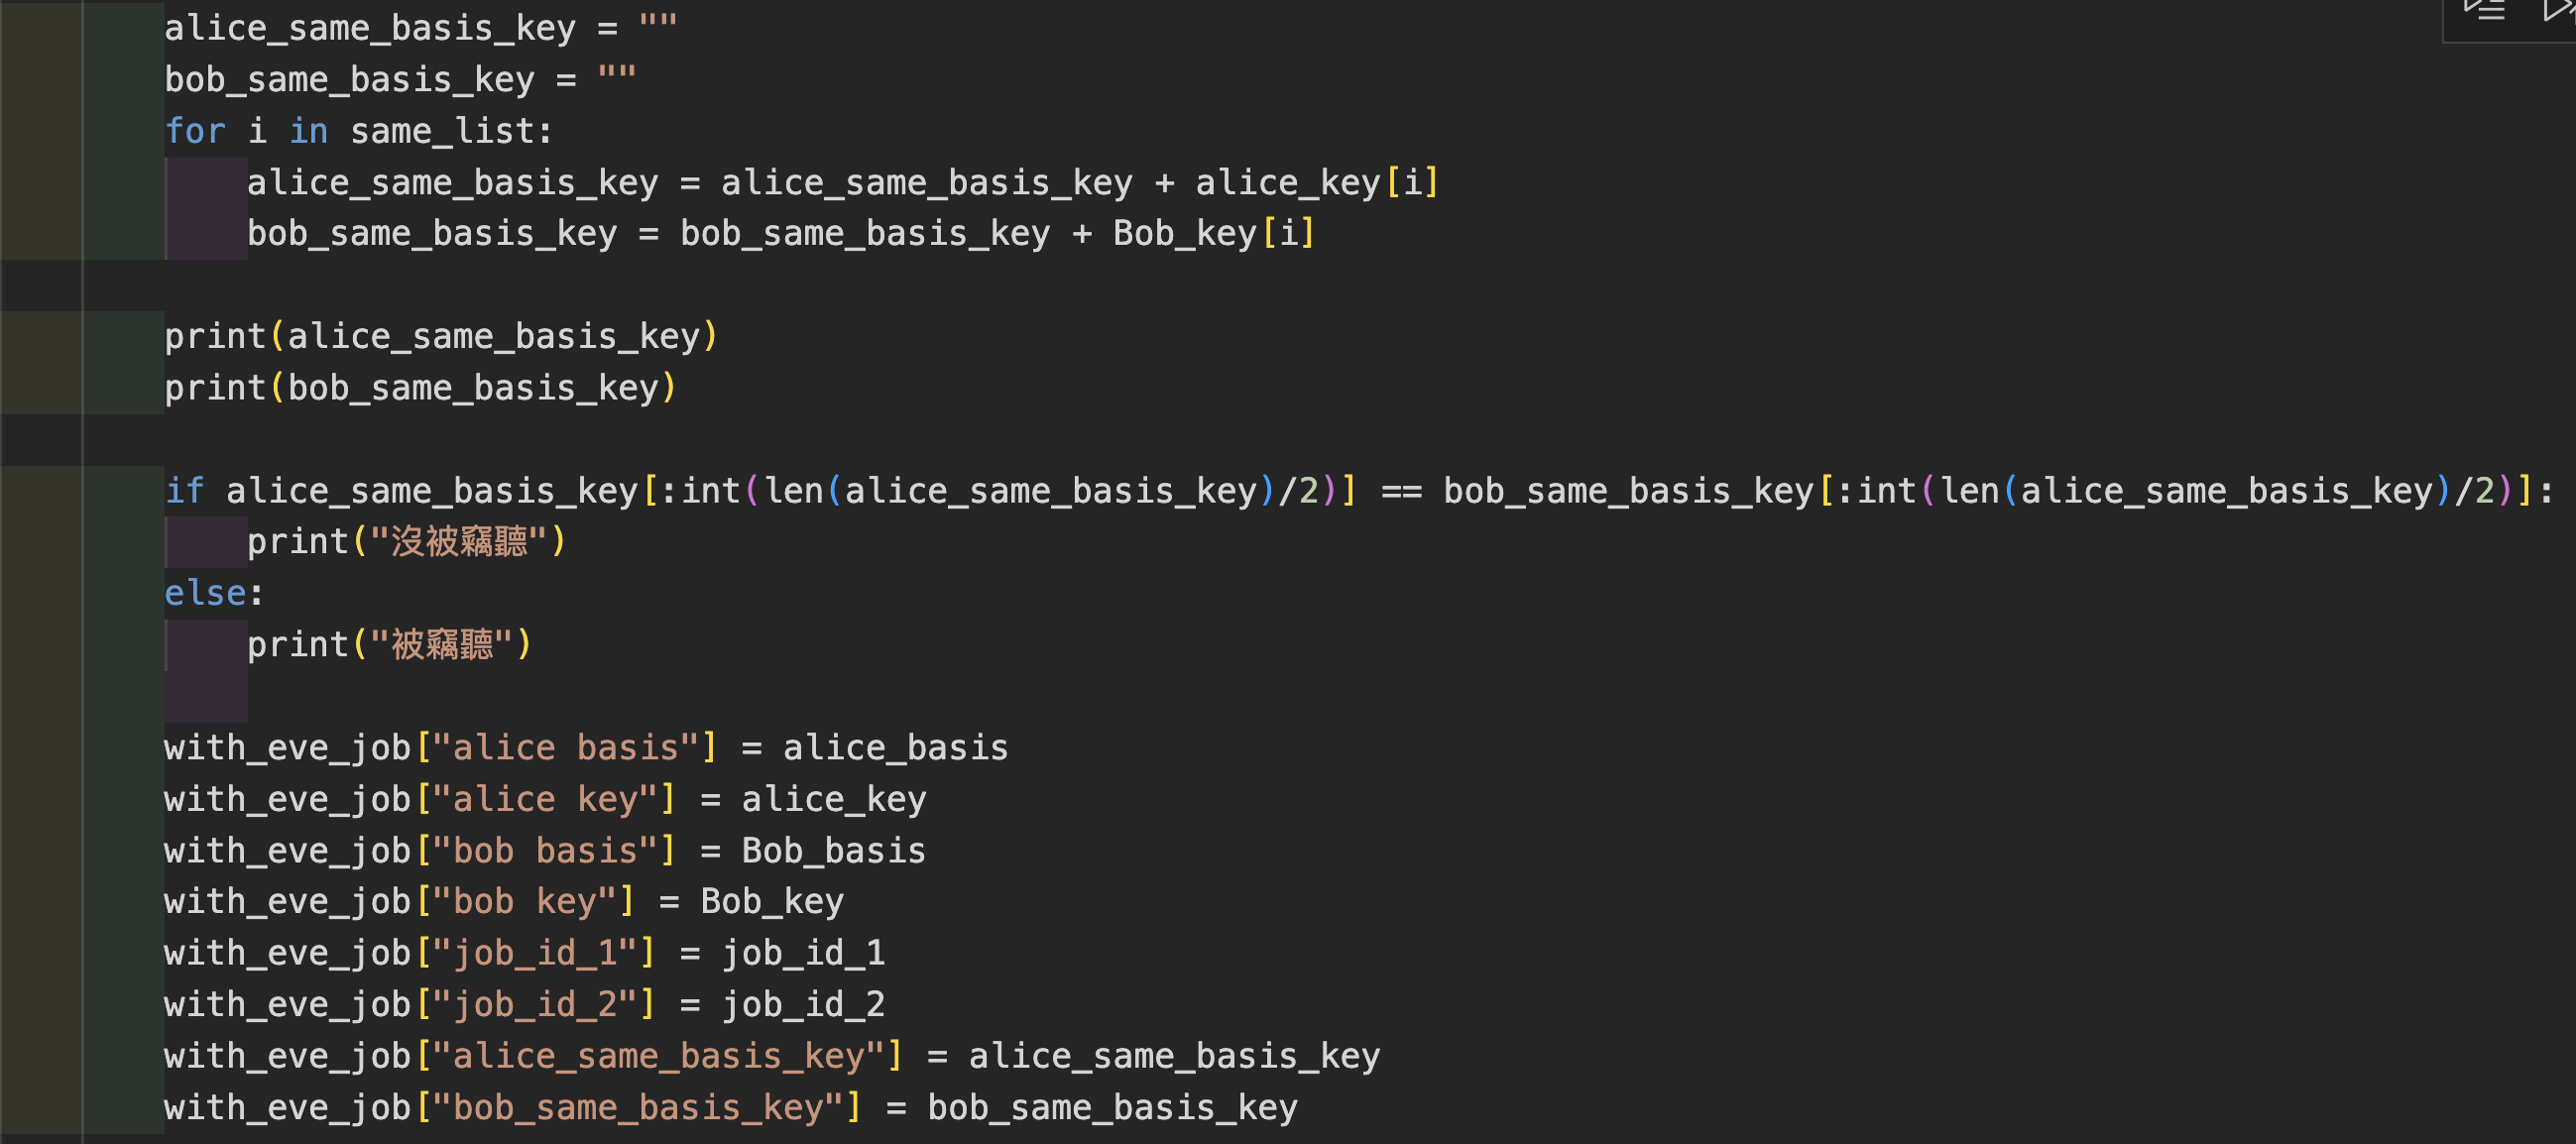 alice_same_basis_key = ""
bob_same_basis_key = ""
for i in same_list:
    alice_same_basis_key = alice_same_basis_key + alice_key[i]
    bob_same_basis_key = bob_same_basis_key + Bob_key[i]
print(alice_same_basis_key)
print(bob_same_basis_key)
if alice_same_basis_key[:int(len(alice_same_basis_key)/2)] == bob_same_basis_key[:int(len(alice_same_basis_key)/2)]:
    print("沒被竊聽")
else:
    print("被竊聽")
with_eve_job["alice basis"] = alice_basis
with_eve_job["alice key"] = alice_key
with_eve_job["bob basis"] = Bob_basis
with_eve_job["bob key"] = Bob_key
with_eve_job["job_id_1"] = job_id_1
with_eve_job["job_id_2"] = job_id_2
with_eve_job["alice_same_basis_key"] = alice_same_basis_key
with_eve_job["bob_same_basis_key"] = bob_same_basis_key